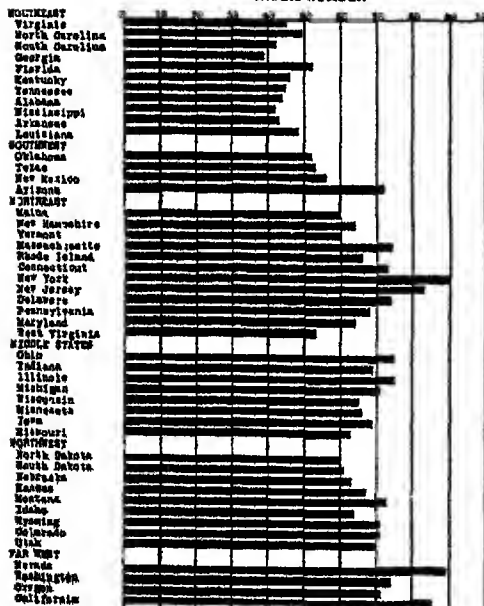 SOUTHEAST
Virginia
North Carolina
South Carolina
Georgia
Florida
Kentucky
Tennessee
Alabama
Mississippi
Arkansas
Louisiana
SOUTHWEST
Oklahoma
Texas
New Mexico
Arizona
NORTHEAST
Maine
New Hampshire
Vermont
Massachusetts
Rhode Island
Connecticut
New York
New Jersey
Delaware
Pennsylvania
Maryland
West Virginia
MIDDLE STATES
Ohio
Indiana
Illinois
Michigan
Wisconsin
Minnesota
Iowa
Missouri
NORTHWEST
North Dakota
South Dakota
Nebraska
Kansas
Montana
Idaho
Wyoming
Colorado
Utah
FAR WEST
Nevada
Washington
Oregon
California